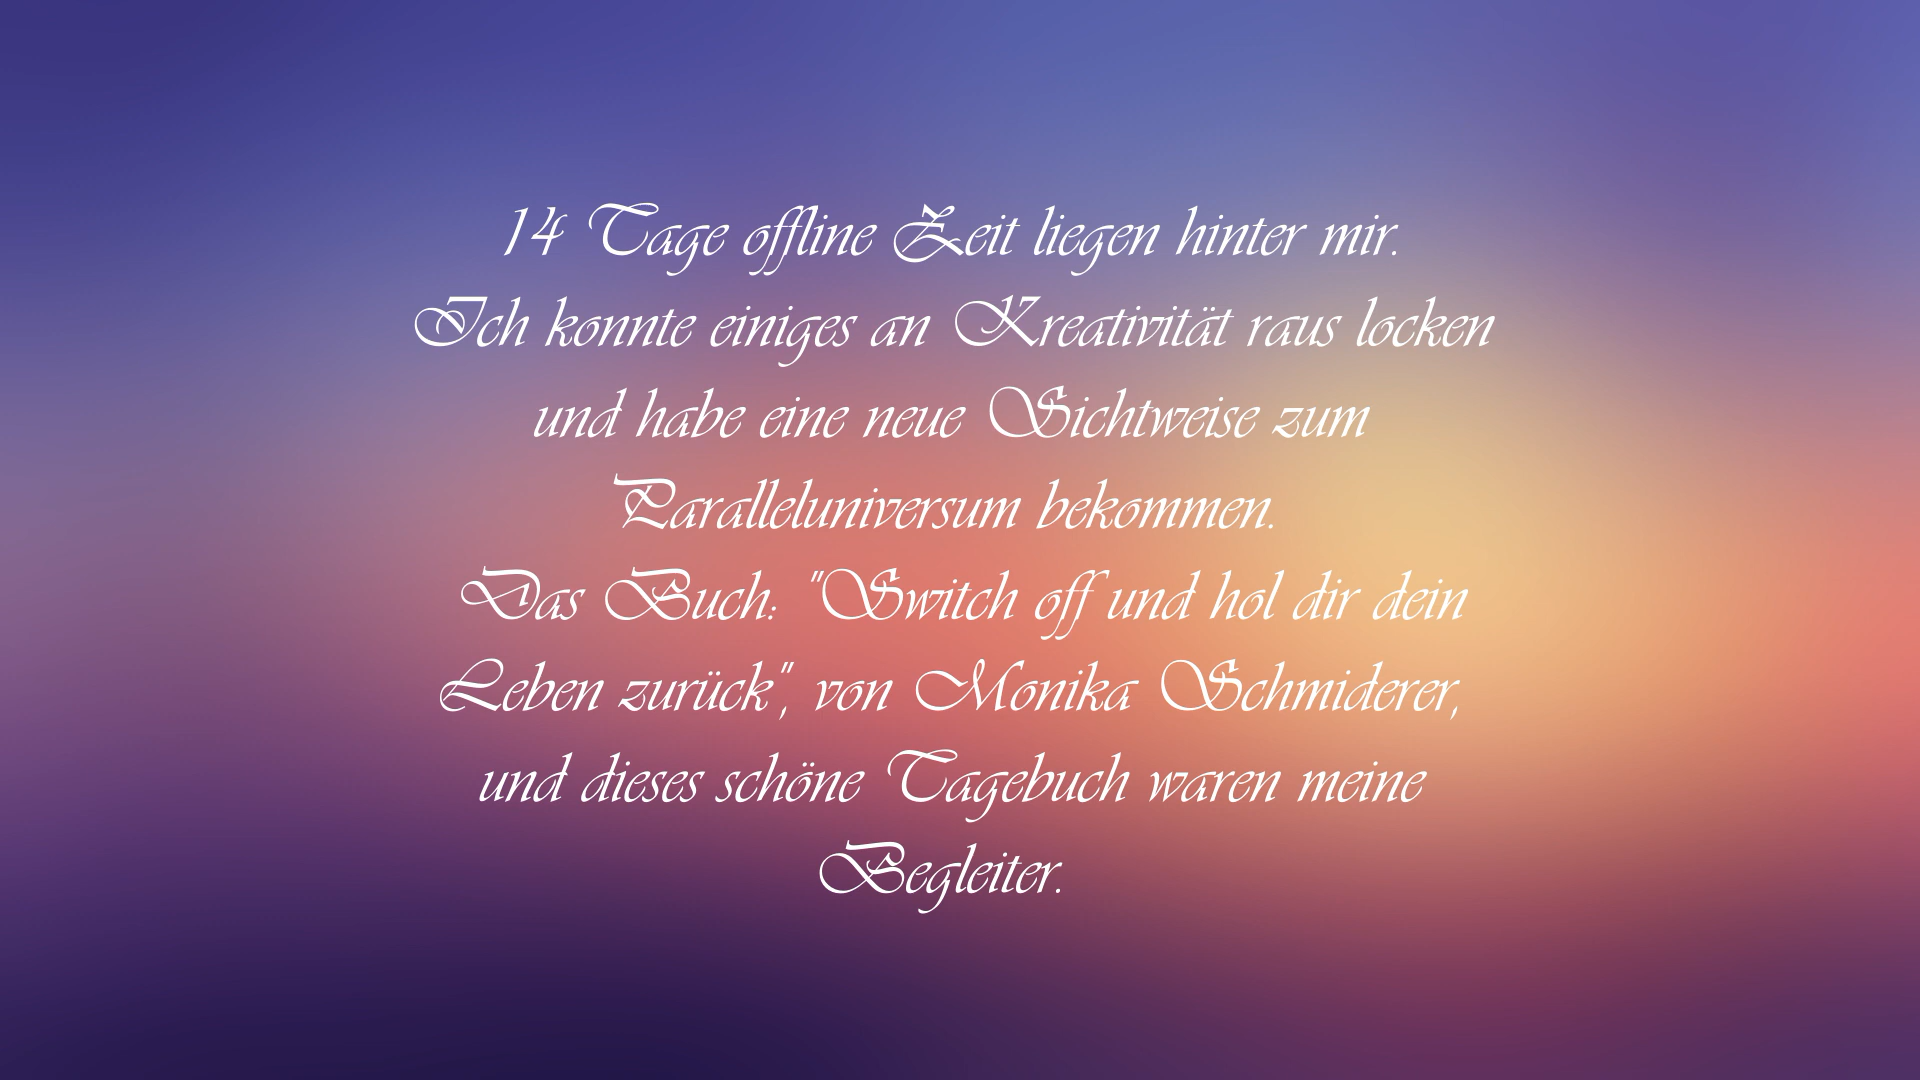 14 Tage offline Zeit liegen hinter mir.
Ich konnte einiges an Kreativität raus locken
und habe eine neue Sichtweise zum
Paralleluniversum bekommen.
Das Buch: "Switch off und hol dir dein
Leben zurück", von Monika Schmiderer,
und dieses schöne Tagebuch waren meine
Begleiter.